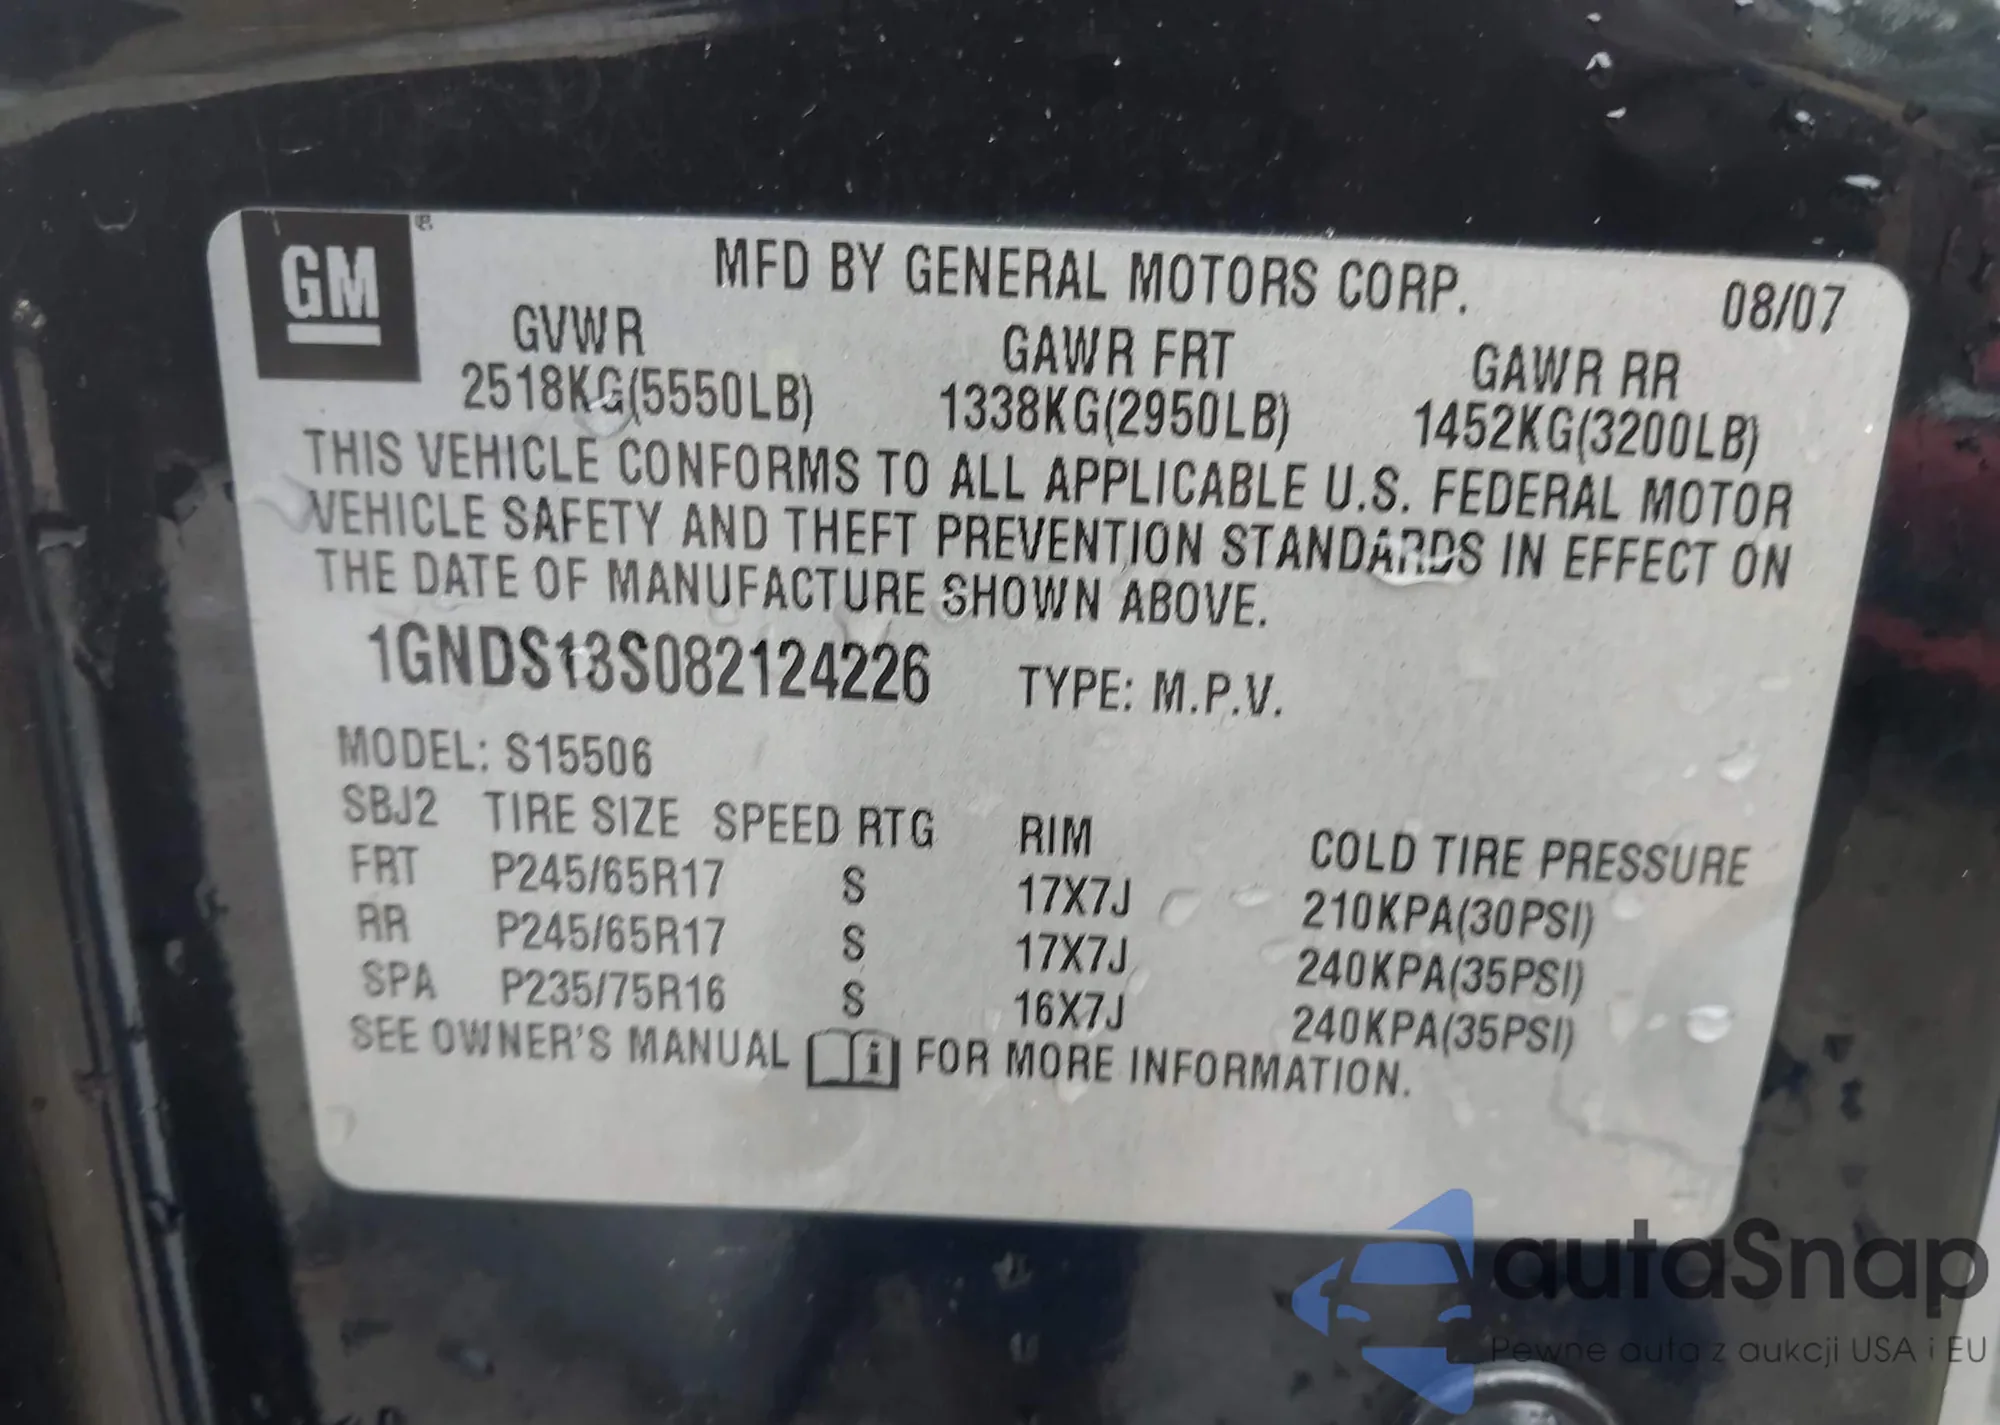 GM ®
MFD BY GENERAL MOTORS CORP. 08/07
GVWR GAWR FRT GAWR RR
2518KG(5550LB) 1338KG(2950LB) 1452KG(3200LB)
THIS VEHICLE CONFORMS TO ALL APPLICABLE U.S. FEDERAL MOTOR
VEHICLE SAFETY AND THEFT PREVENTION STANDARDS IN EFFECT ON
THE DATE OF MANUFACTURE SHOWN ABOVE.
1GNDS13S082124226 TYPE: M.P.V.
MODEL: S15506
SBJ2 TIRE SIZE SPEED RTG RIM COLD TIRE PRESSURE
FRT P245/65R17 S 17X7J 210KPA(30PSI)
RR P245/65R17 S 17X7J 240KPA(35PSI)
SPA P235/75R16 S 16X7J 240KPA(35PSI)
SEE OWNER'S MANUAL i FOR MORE INFORMATION.
autaSnap
Pewne auta z aukcji USA i EU